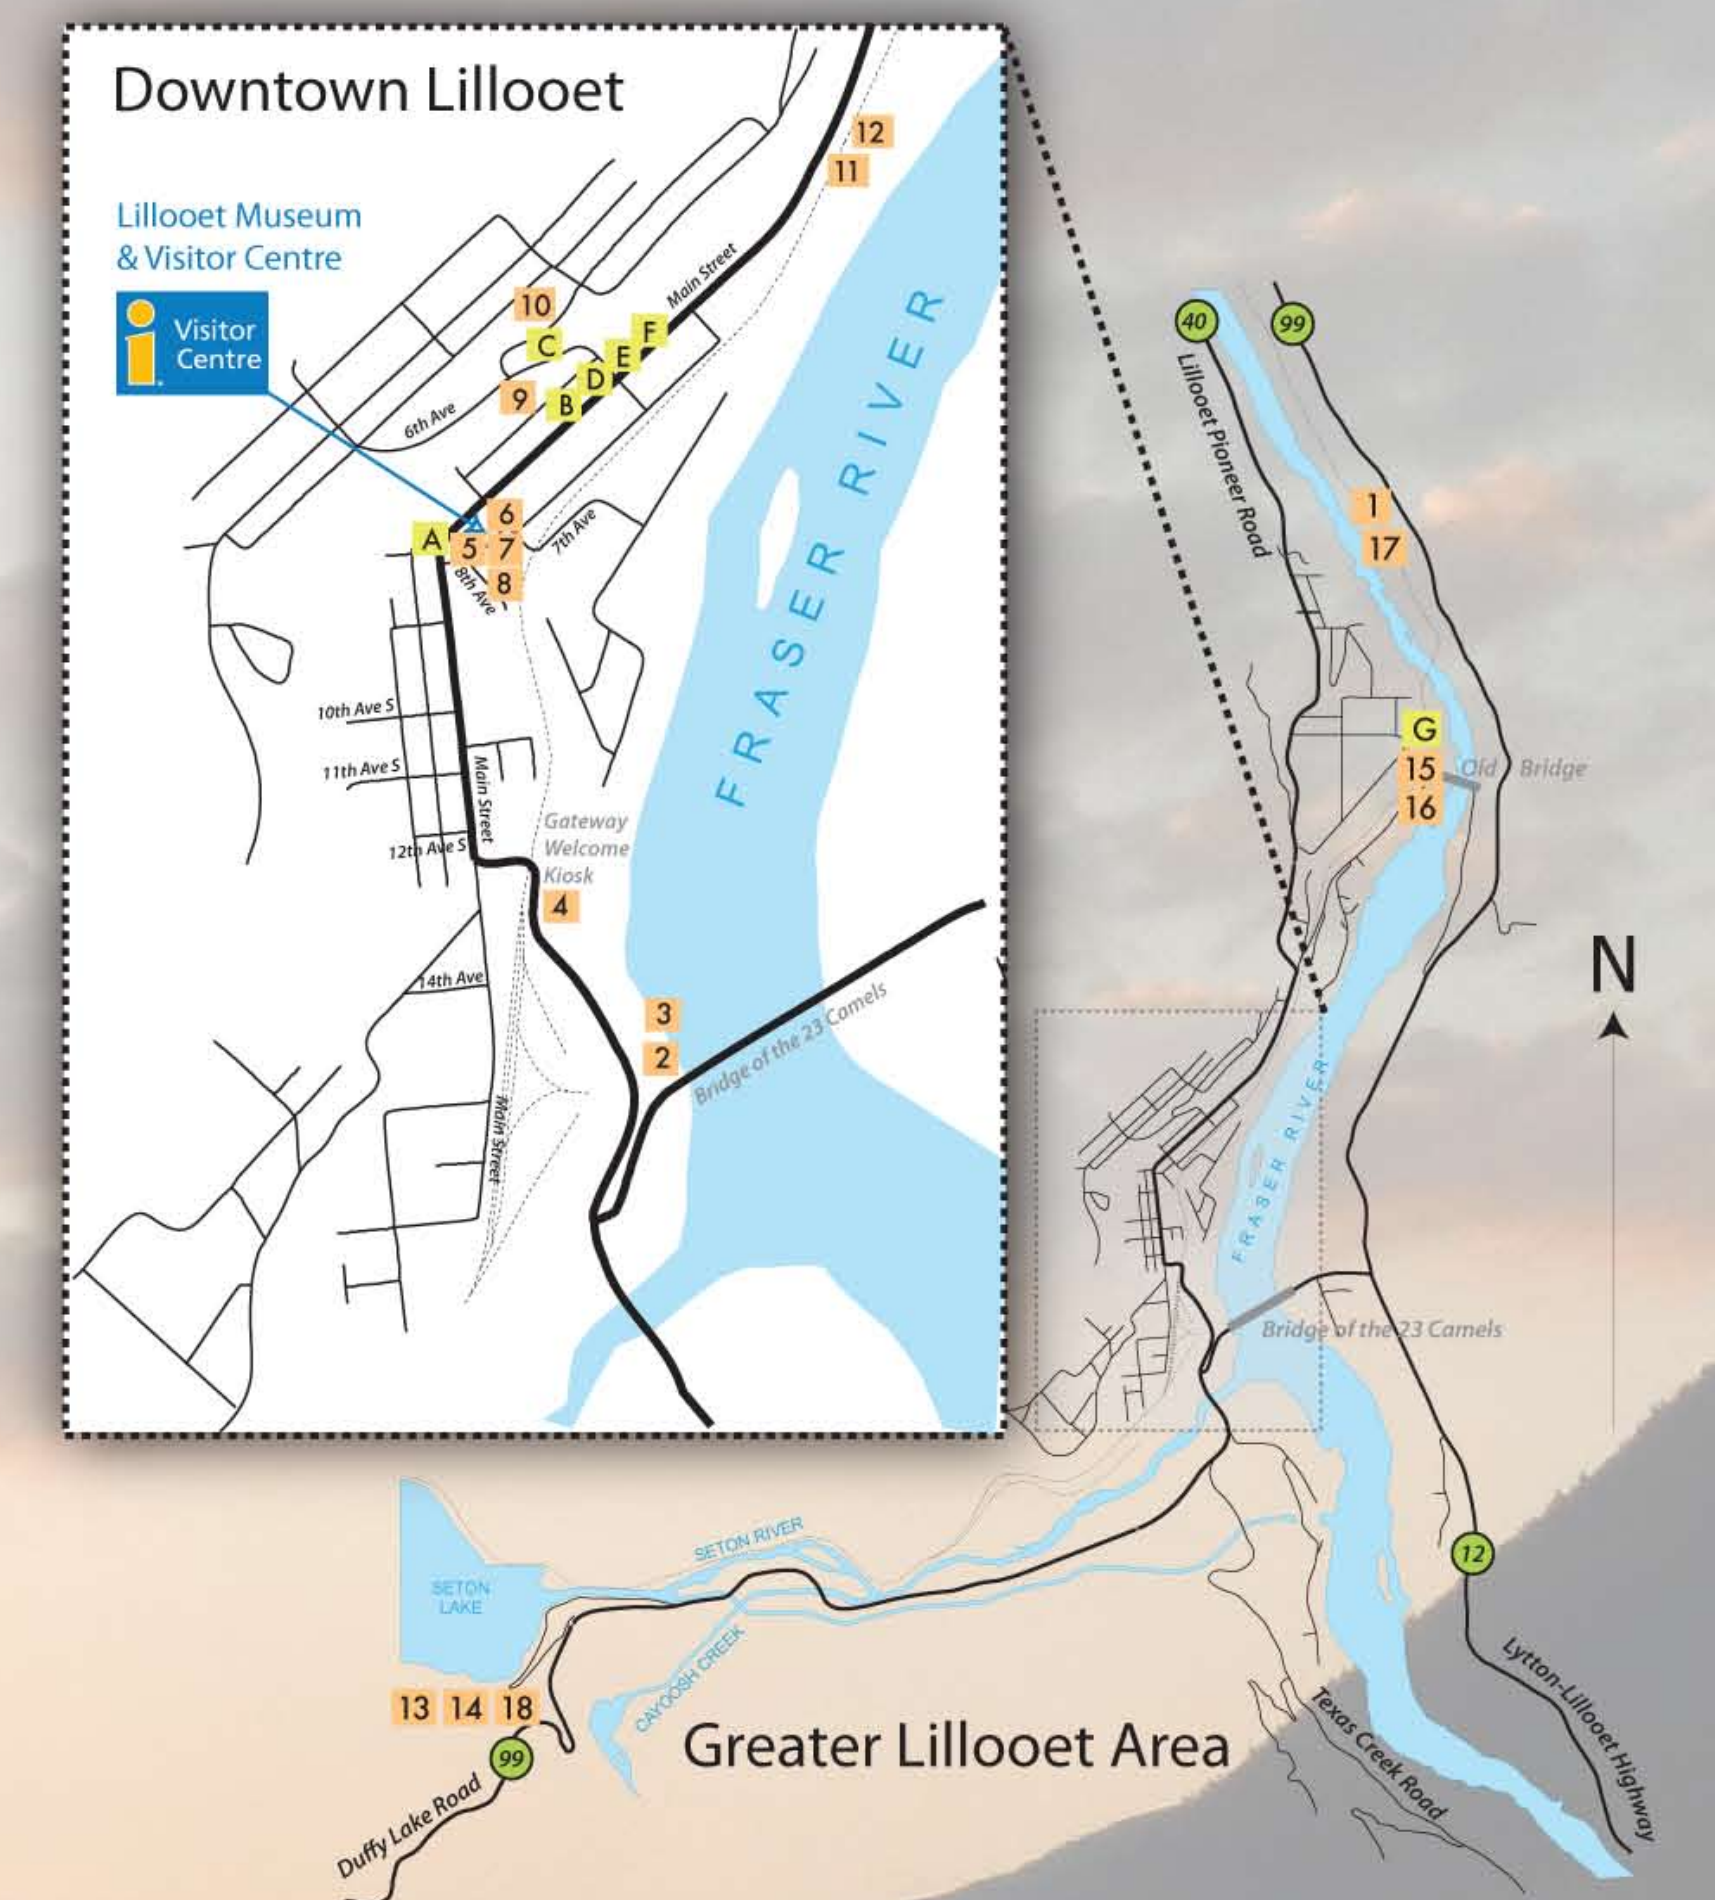 Downtown Lillooet
Lillooet Museum
& Visitor Centre
i
Visitor
Centre
12
11
Main Street
10
C
F
E
D
B
9
6th Ave
6
A
5
7
8
7th Ave
8th Ave
FRASER RIVER
10th Ave S
11th Ave S
Main Street
12th Ave S
Gateway
Welcome
Kiosk
4
14th Ave
3
2
Bridge of the 23 Camels
Main Street
40
99
Lillooet Pioneer Road
1
17
G
15
16
Old Bridge
N
FRASER RIVER
Bridge of the 23 Camels
12
SETON RIVER
SETON
LAKE
CAYOOSH CREEK
13
14
18
99
Duffy Lake Road
Greater Lillooet Area
Texas Creek Road
Lytton-Lillooet Highway